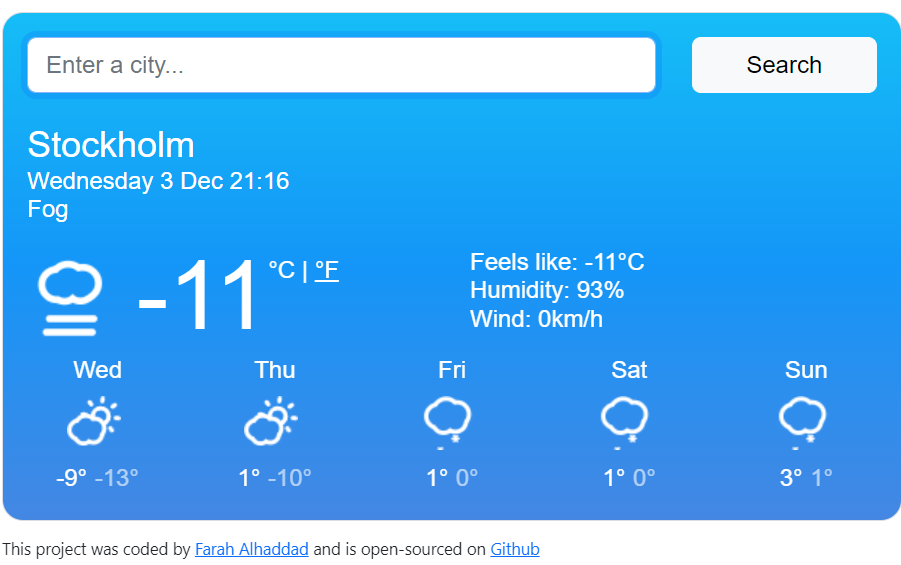 Enter a city... Search
Stockholm
Wednesday 3 Dec 21:16
Fog
-11 °C | °F
Feels like: -11°C
Humidity: 93%
Wind: 0km/h
Wed Thu Fri Sat Sun
-9° -13° 1° -10° 1° 0° 1° 0° 3° 1°
This project was coded by Farah Alhaddad and is open-sourced on Github